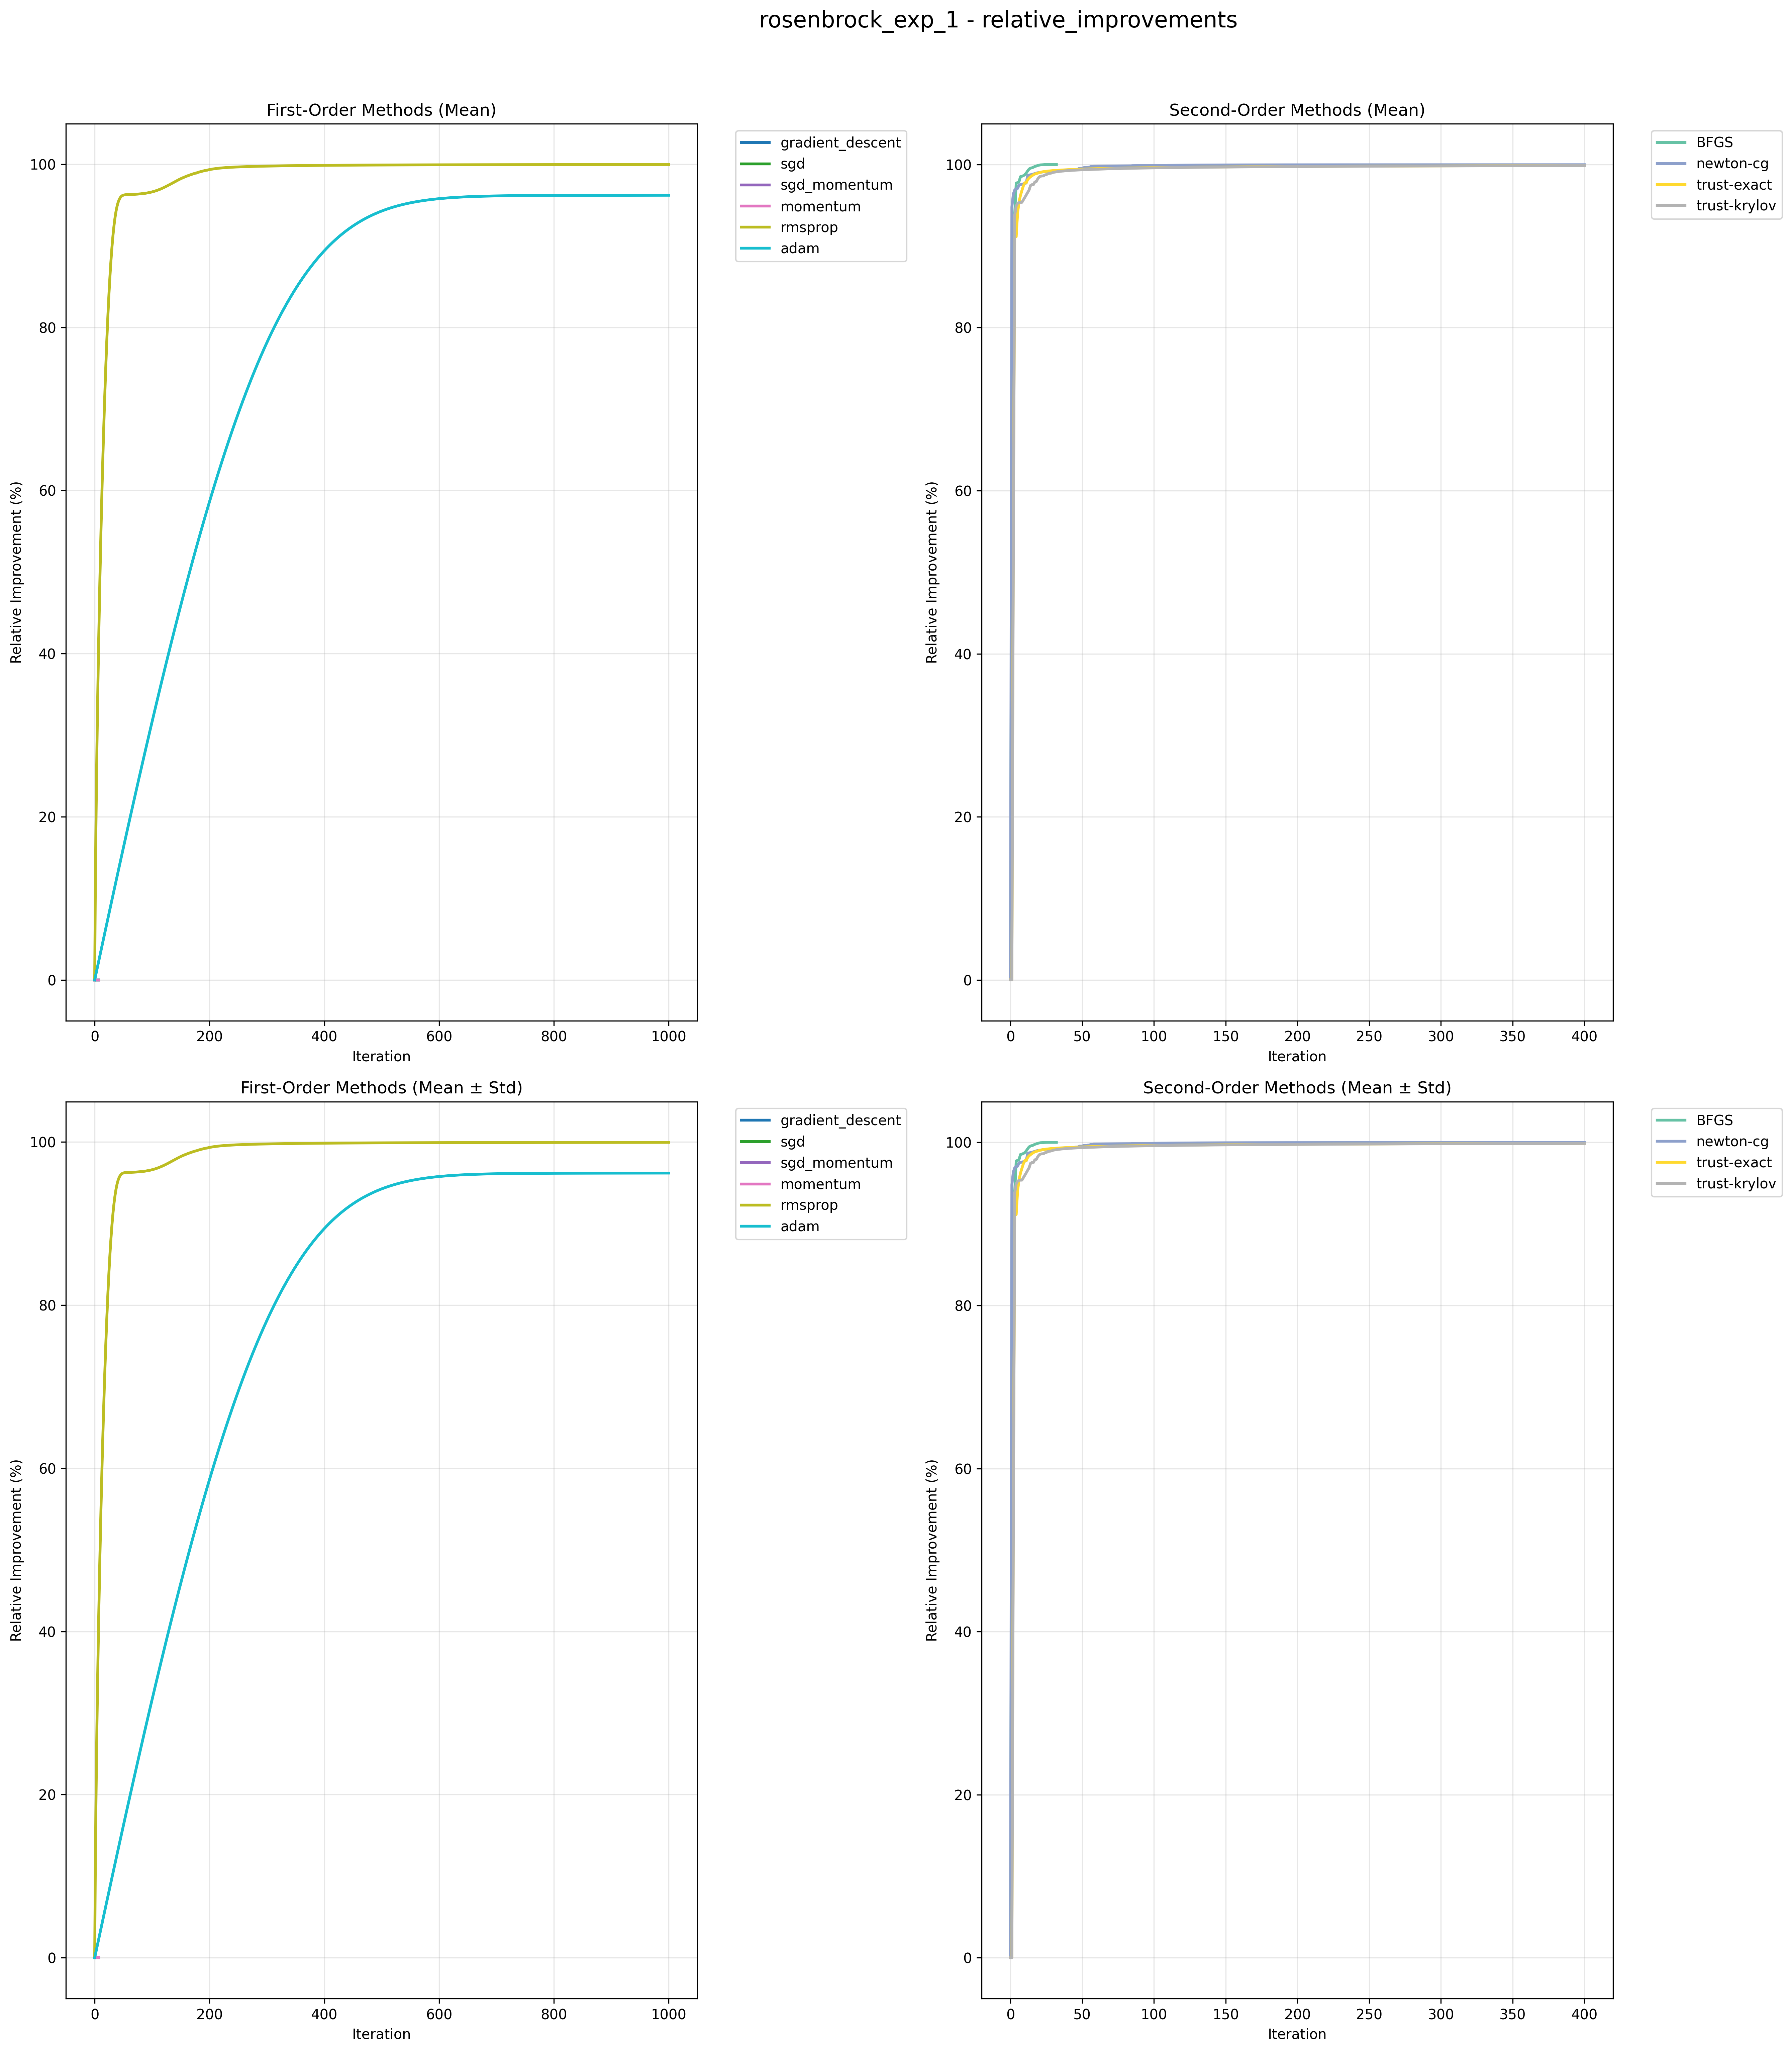 rosenbrock_exp_1 - relative_improvements
First-Order Methods (Mean)
Relative Improvement (%)
100
80
60
40
20
0
0 200 400 600 800 1000
Iteration
gradient_descent
sgd
sgd_momentum
momentum
rmsprop
adam
Second-Order Methods (Mean)
Relative Improvement (%)
100
80
60
40
20
0
0 50 100 150 200 250 300 350 400
Iteration
BFGS
newton-cg
trust-exact
trust-krylov
First-Order Methods (Mean ± Std)
Relative Improvement (%)
100
80
60
40
20
0
0 200 400 600 800 1000
Iteration
gradient_descent
sgd
sgd_momentum
momentum
rmsprop
adam
Second-Order Methods (Mean ± Std)
Relative Improvement (%)
100
80
60
40
20
0
0 50 100 150 200 250 300 350 400
Iteration
BFGS
newton-cg
trust-exact
trust-krylov